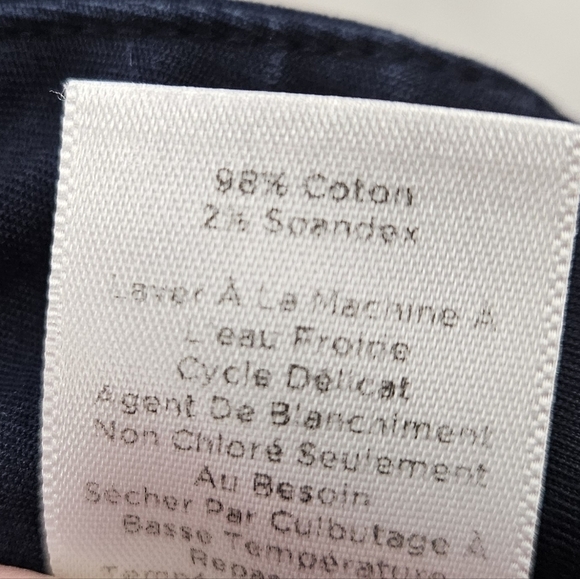 98% Coton
2% Spandex
Laver À La Machine À
L'eau Froide
Cycle Délicat
Agent De Blanchiment
Non Chloré Seulement
Au Besoin
Sécher Par Culbutage À
Basse Température